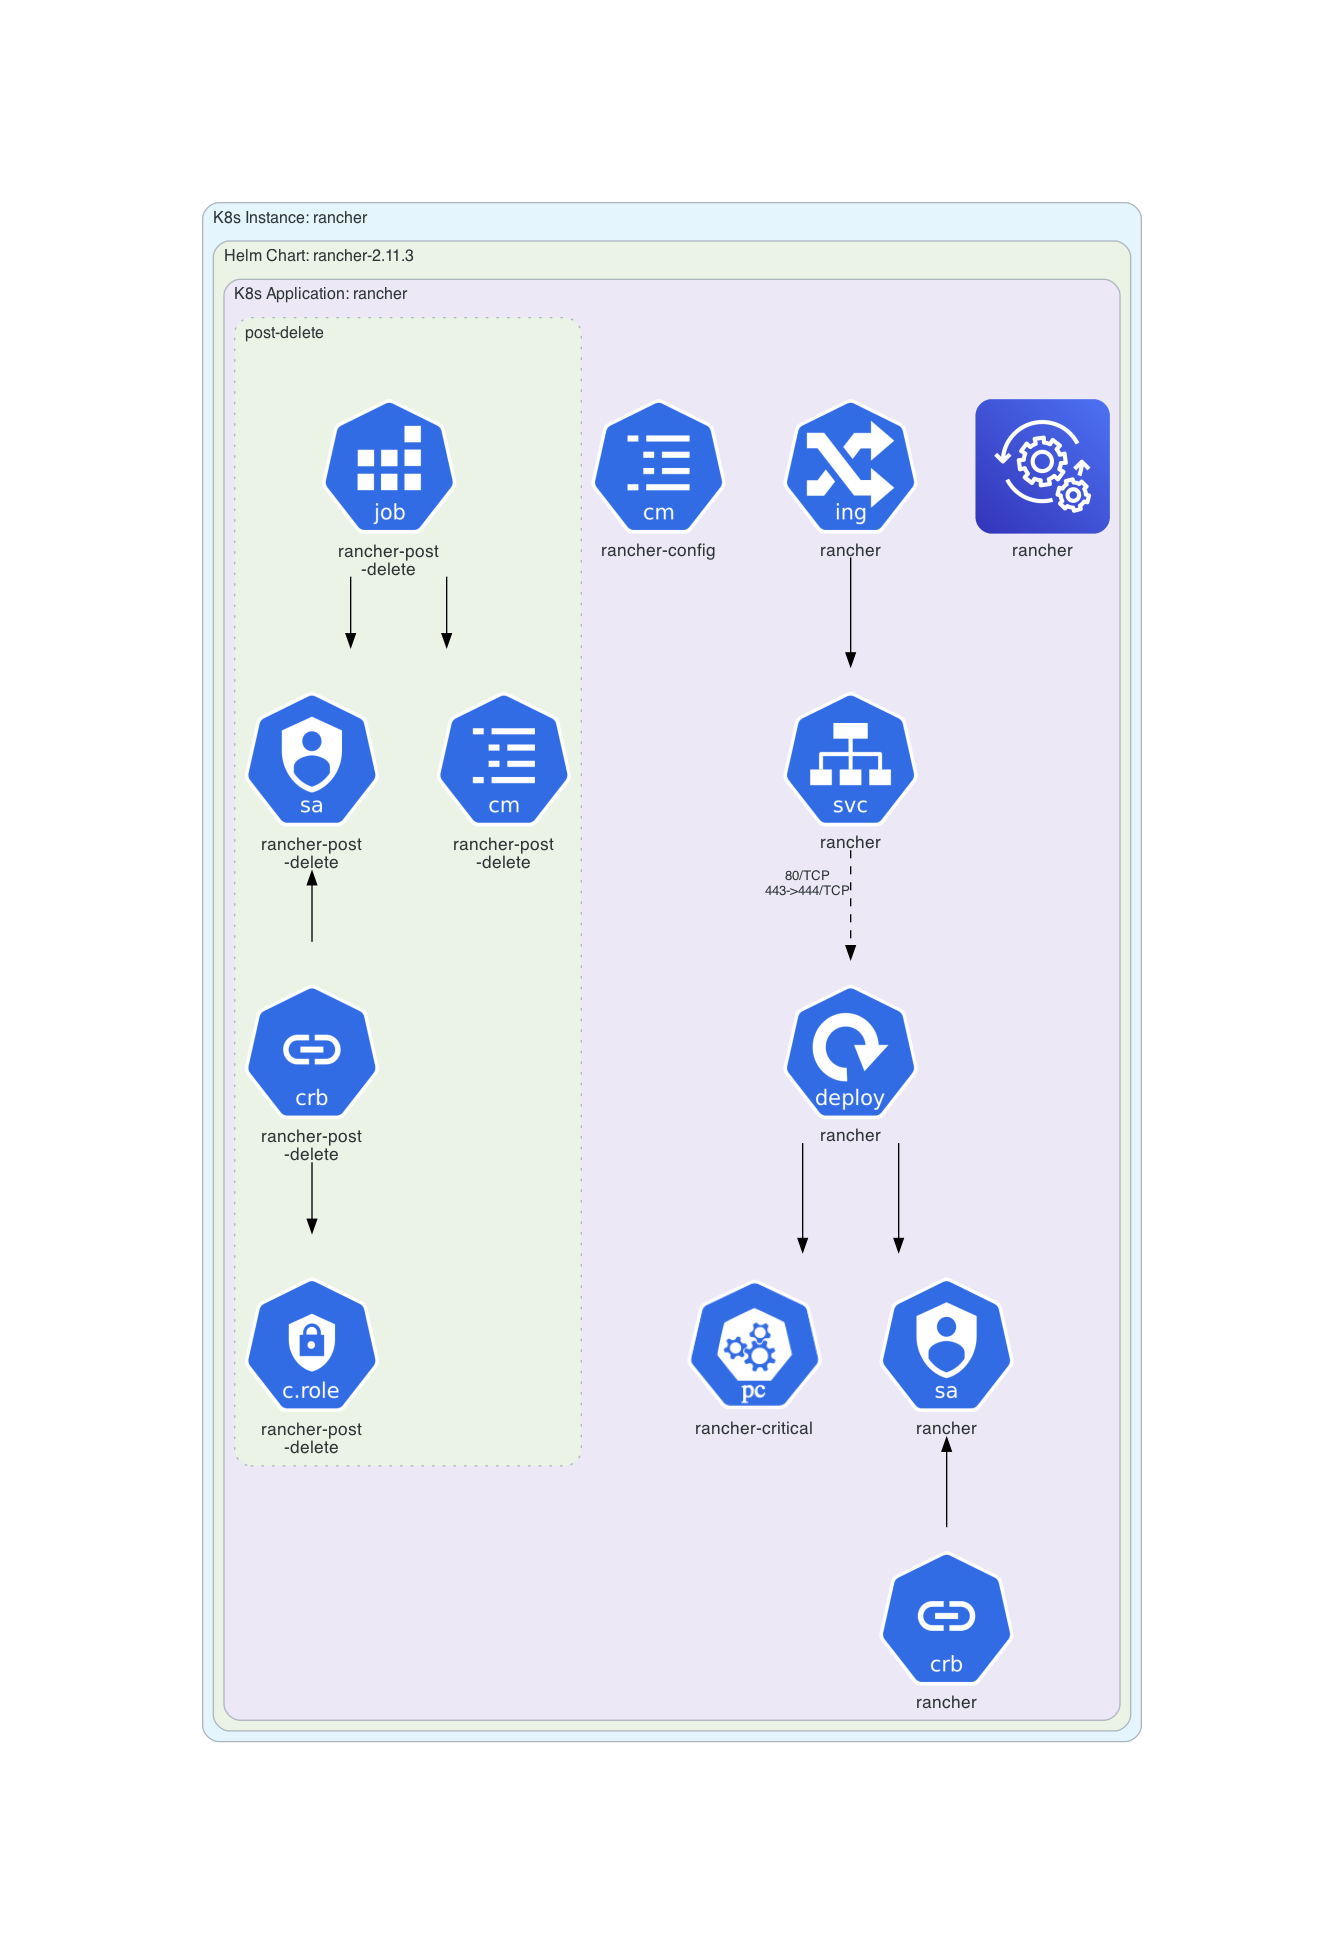 K8s Instance: rancher
Helm Chart: rancher-2.11.3
K8s Application: rancher
post-delete
job
rancher-post
-delete
cm
rancher-config
ing
rancher
rancher
sa
rancher-post
-delete
cm
rancher-post
-delete
svc
rancher
80/TCP
443->444/TCP
crb
rancher-post
-delete
deploy
rancher
c.role
rancher-post
-delete
pc
rancher-critical
sa
rancher
crb
rancher